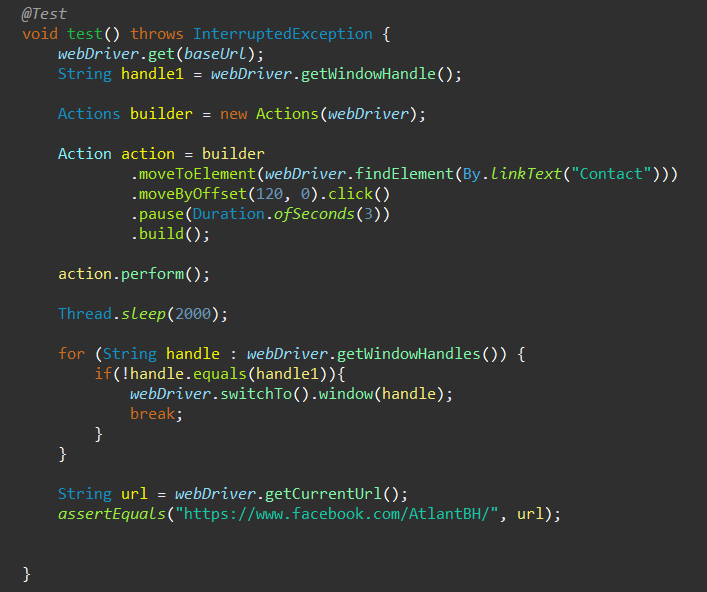 @Test
void test() throws InterruptedException {
webDriver.get(baseUrl);
String handle1 = webDriver.getWindowHandle();
Actions builder = new Actions(webDriver);
Action action = builder
.moveToElement(webDriver.findElement(By.linkText("Contact")))
.moveByOffset(120, 0).click()
.pause(Duration.ofSeconds(3))
.build();
action.perform();
Thread.sleep(2000);
for (String handle : webDriver.getWindowHandles()) {
if(!handle.equals(handle1)){
webDriver.switchTo().window(handle);
break;
}
}
String url = webDriver.getCurrentUrl();
assertEquals("https://www.facebook.com/AtlantBH/", url);
}